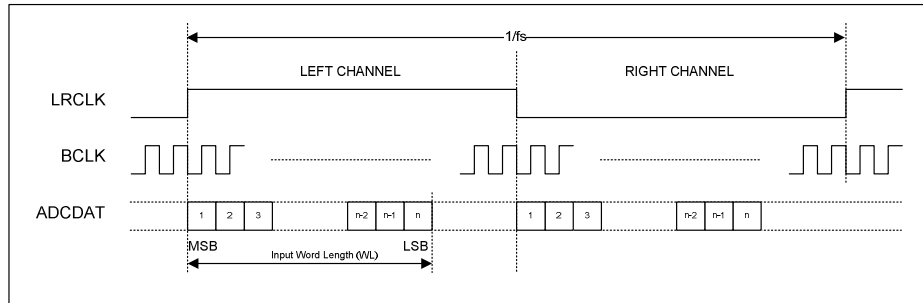 1/fs
LEFT CHANNEL RIGHT CHANNEL
LRCLK
BCLK
ADCDAT 1 2 3 n-2 n-1 n 1 2 3 n-2 n-1 n
MSB LSB
Input Word Length (WL)